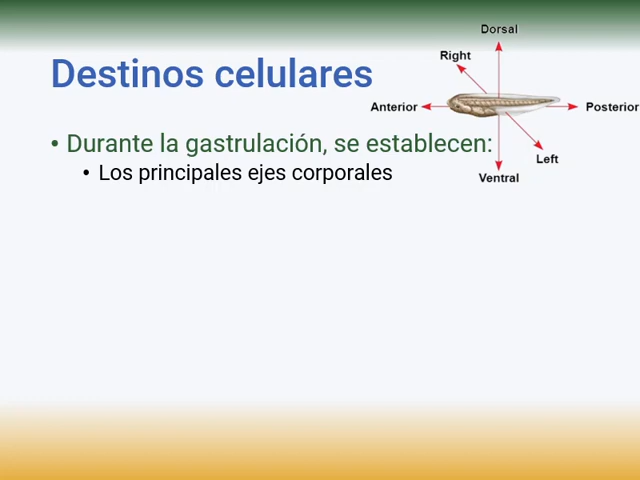 Dorsal
Right
Destinos celulares
Anterior
Posterior
• Durante la gastrulación, se establecen:
Left
• Los principales ejes corporales
Ventral